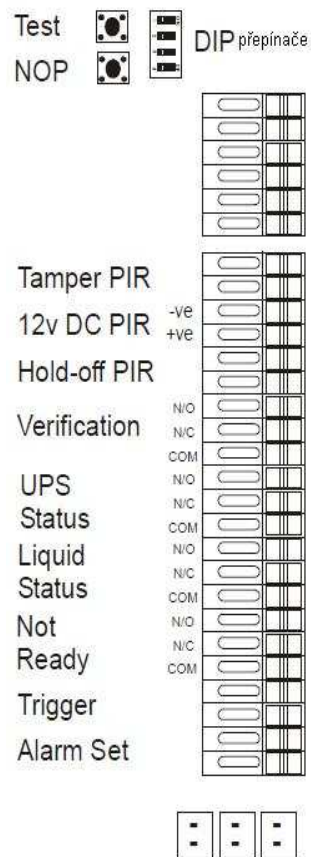 Test
DIP přepínače
NOP
Tamper PIR
12v DC PIR
-ve
+ve
Hold-off PIR
Verification
N/O
N/C
COM
UPS
Status
N/O
N/C
COM
Liquid
Status
N/O
N/C
COM
Not
Ready
N/O
N/C
COM
Trigger
Alarm Set